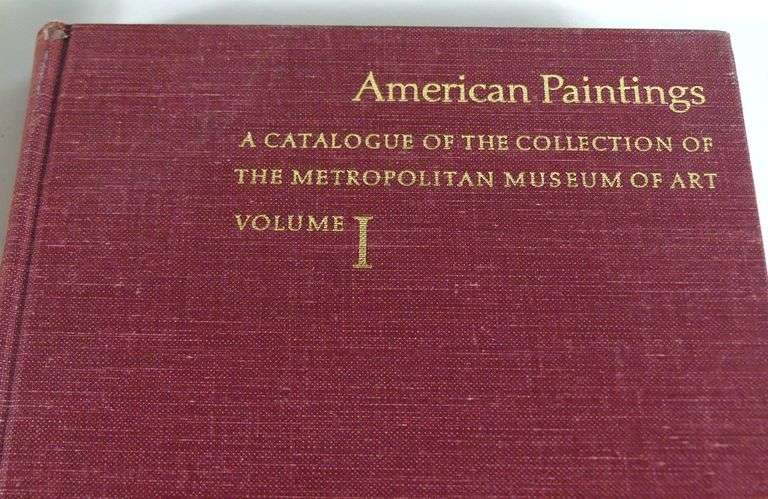 American Paintings
A CATALOGUE OF THE COLLECTION OF
THE METROPOLITAN MUSEUM OF ART
VOLUME I